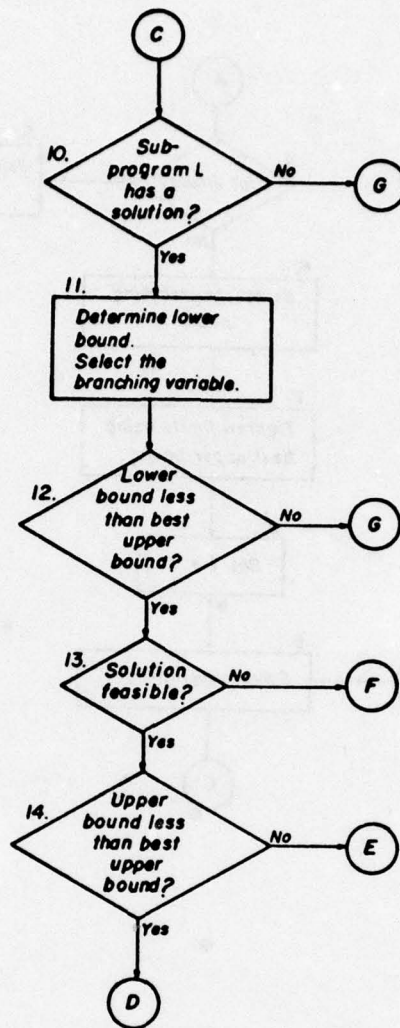 C
10.
Sub-
program L
has a
solution?
No
G
Yes
11.
Determine lower
bound.
Select the
branching variable.
12.
Lower
bound less
than best
upper
bound?
No
G
Yes
13.
Solution
feasible?
No
F
Yes
14.
Upper
bound less
than best
upper
bound?
No
E
Yes
D